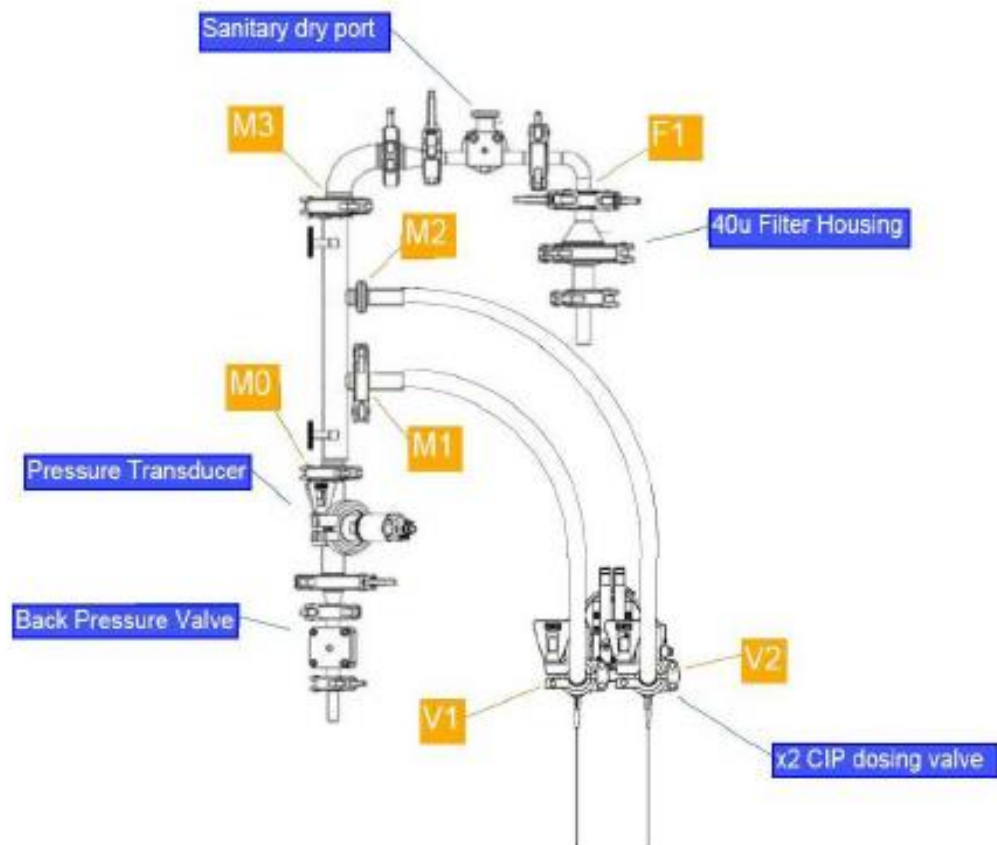 Sanitary dry port
M3
F1
40u Filter Housing
M2
M0
M1
Pressure Transducer
Back Pressure Valve
V2
V1
x2 CIP dosing valve